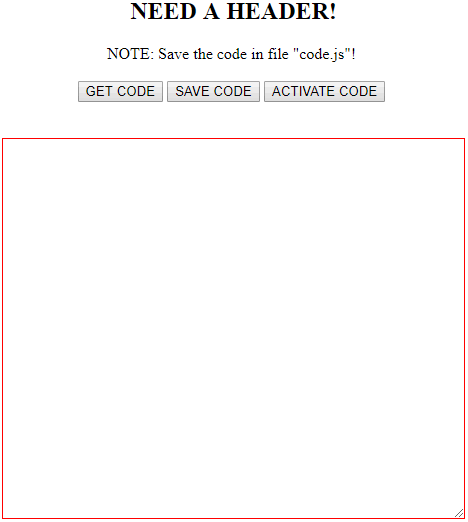 NEED A HEADER!
NOTE: Save the code in file "code.js"!
GET CODE SAVE CODE ACTIVATE CODE